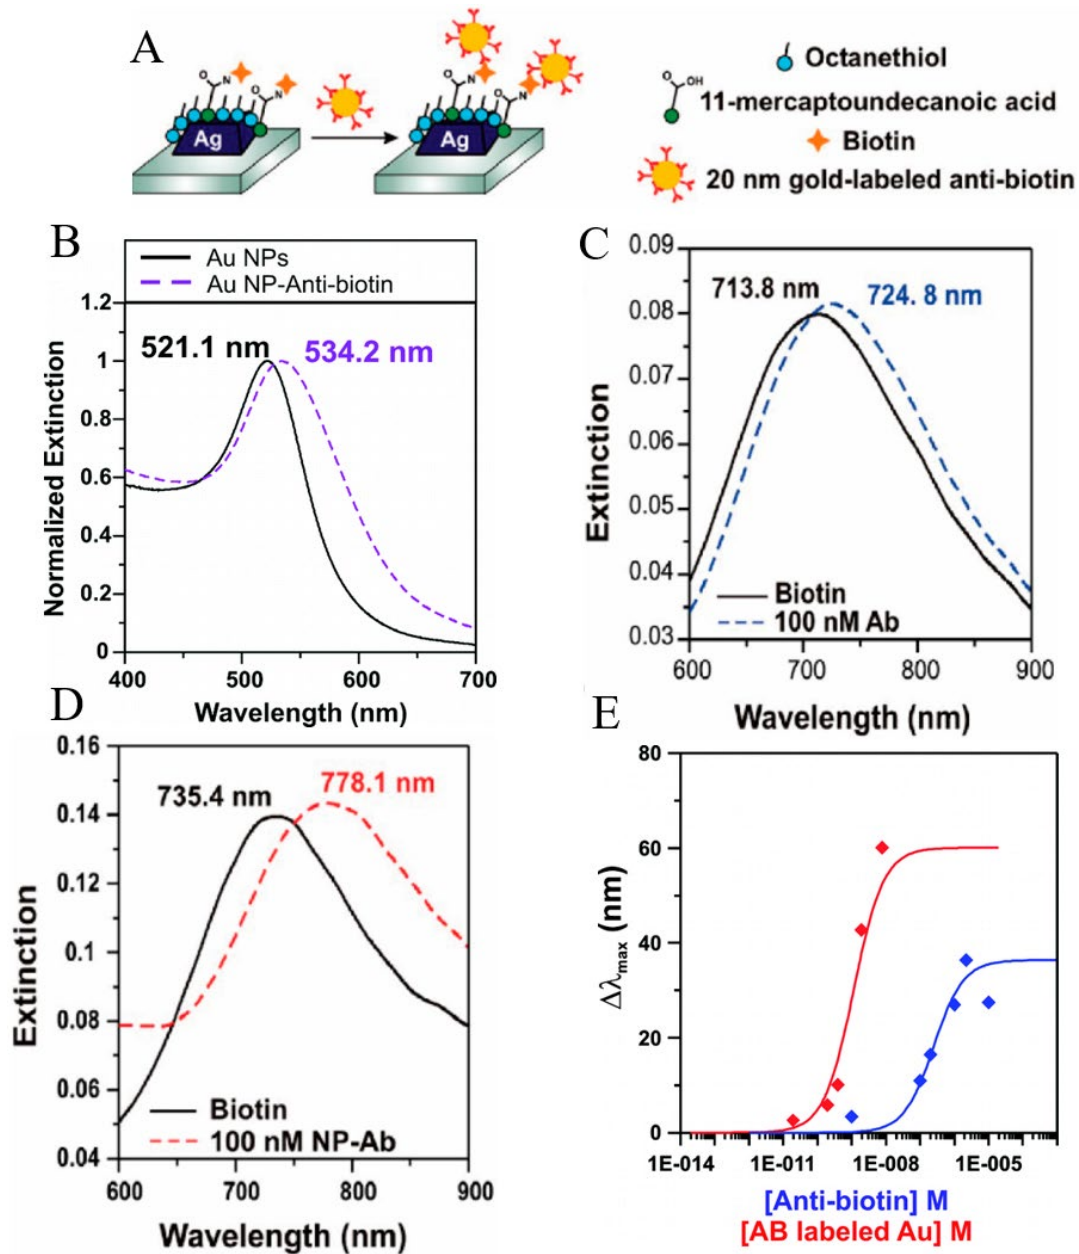 A
Octanethiol
O OH
11-mercaptoundecanoic acid
O N
O N
O N
O N
Ag
Ag
Biotin
20 nm gold-labeled anti-biotin
B
Au NPs
Au NP-Anti-biotin
1.2
1
0.8
0.6
0.4
0.2
0
521.1 nm
534.2 nm
Normalized Extinction
400 500 600 700
Wavelength (nm)
C
0.09
0.08
0.07
0.06
0.05
0.04
0.03
713.8 nm
724. 8 nm
Extinction
Biotin
100 nM Ab
600 700 800 900
Wavelength (nm)
D
0.16
0.14
0.12
0.1
0.08
0.06
0.04
735.4 nm
778.1 nm
Extinction
Biotin
100 nM NP-Ab
600 700 800 900
Wavelength (nm)
E
80
60
40
20
0
Δλmax (nm)
1E-014 1E-011 1E-008 1E-005
[Anti-biotin] M
[AB labeled Au] M